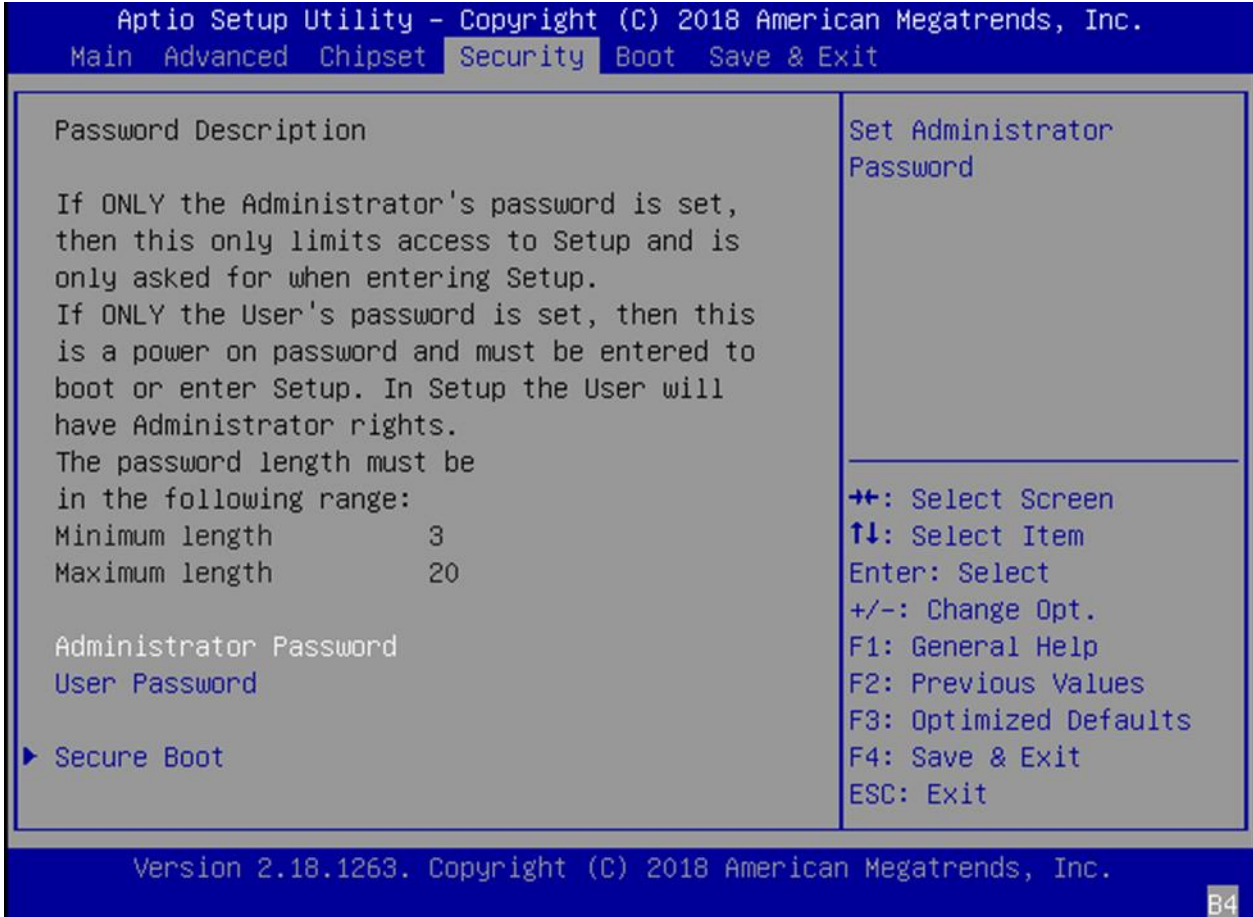 Aptio Setup Utility – Copyright (C) 2018 American Megatrends, Inc.
Main Advanced Chipset Security Boot Save & Exit
Password Description
If ONLY the Administrator's password is set,
then this only limits access to Setup and is
only asked for when entering Setup.
If ONLY the User's password is set, then this
is a power on password and must be entered to
boot or enter Setup. In Setup the User will
have Administrator rights.
The password length must be
in the following range:
Minimum length 3
Maximum length 20
Administrator Password
User Password
Secure Boot
Set Administrator
Password
→←: Select Screen
↑↓: Select Item
Enter: Select
+/-: Change Opt.
F1: General Help
F2: Previous Values
F3: Optimized Defaults
F4: Save & Exit
ESC: Exit
Version 2.18.1263. Copyright (C) 2018 American Megatrends, Inc.
B4